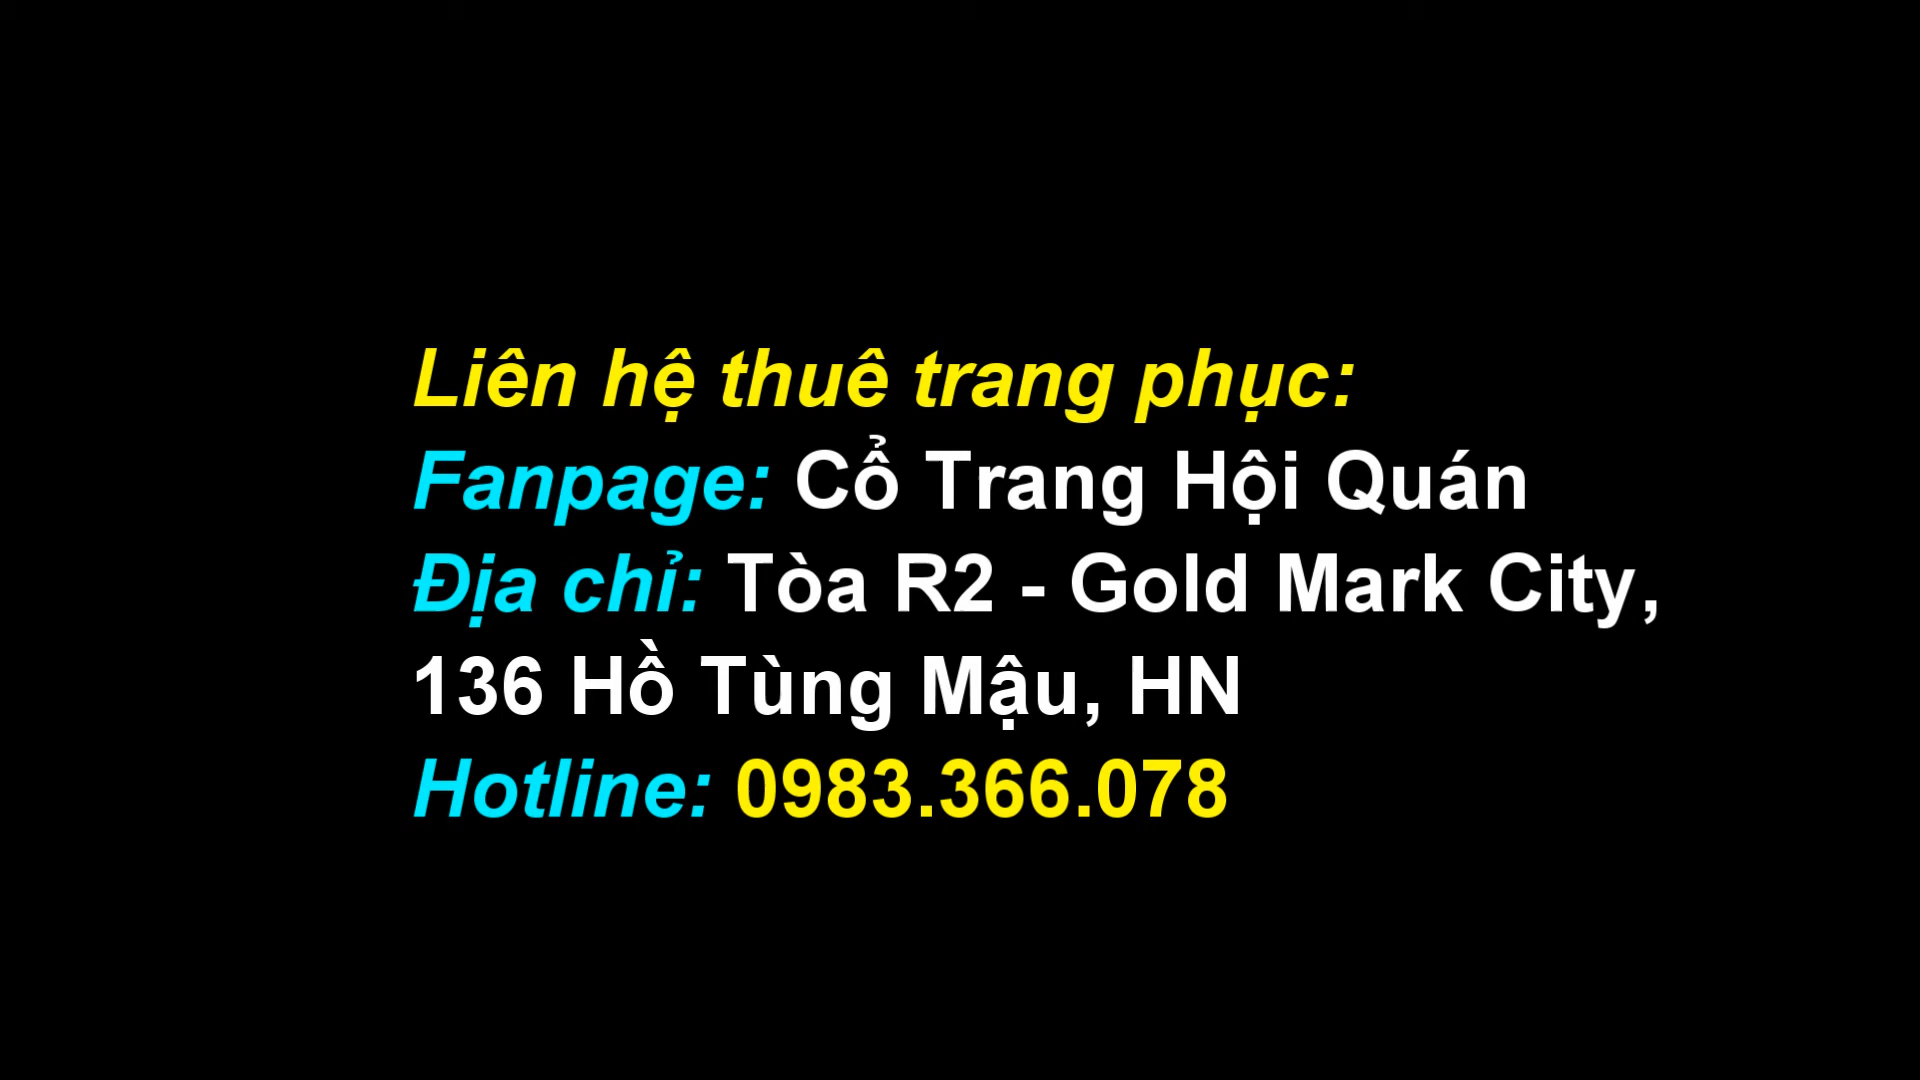 Liên hệ thuê trang phục:
Fanpage: Cổ Trang Hội Quán
Địa chỉ: Tòa R2 - Gold Mark City,
136 Hồ Tùng Mậu, HN
Hotline: 0983.366.078